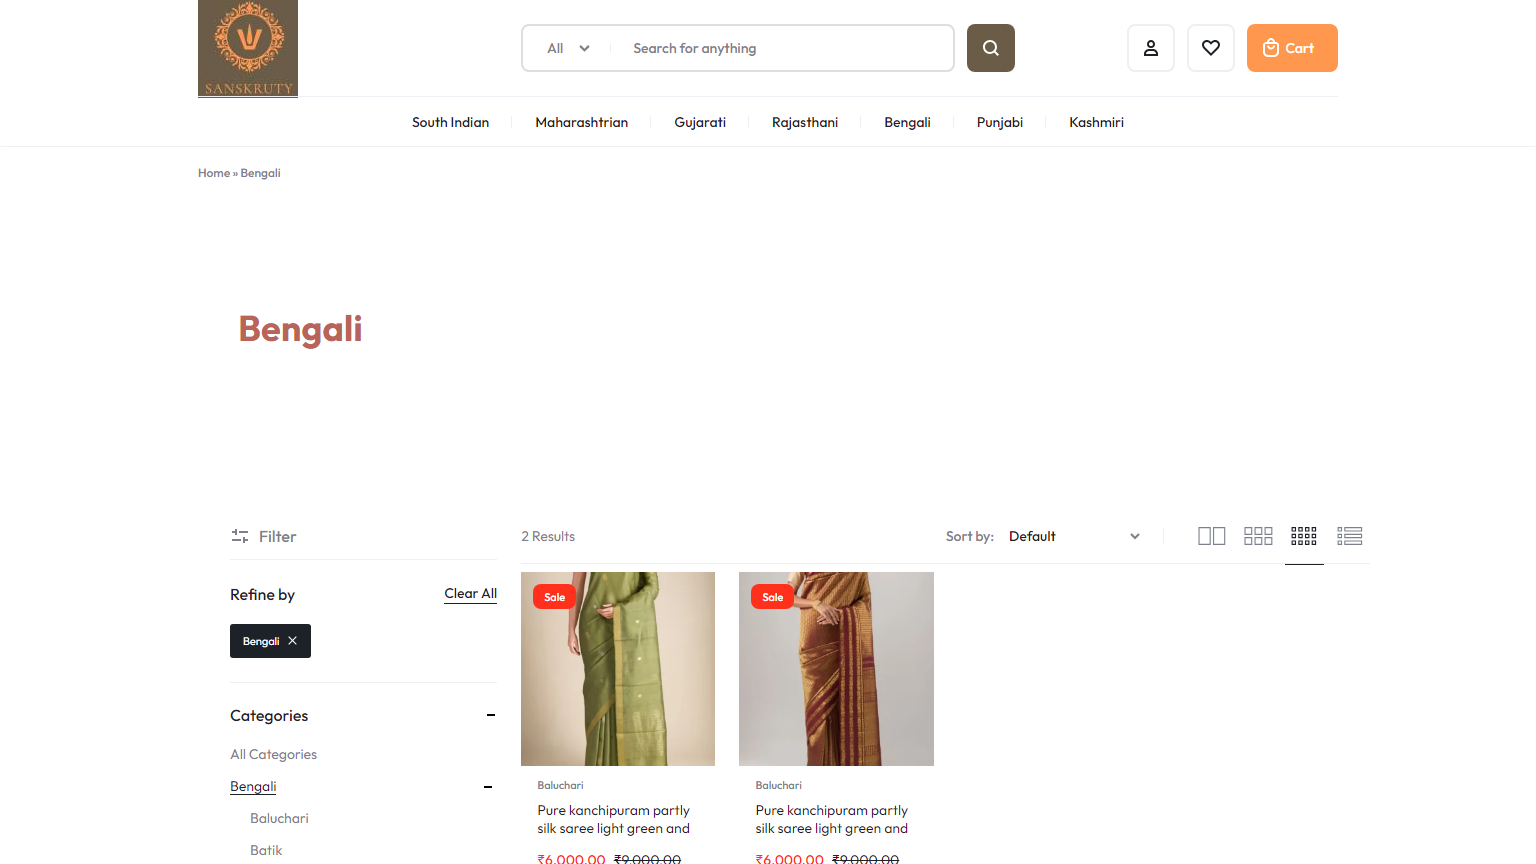 SANSKRUTY
All
Search for anything
Cart
South Indian
Maharashtrian
Gujarati
Rajasthani
Bengali
Punjabi
Kashmiri
Home » Bengali
Bengali
Filter
2 Results
Sort by: Default
Refine by
Clear All
Bengali
Categories
All Categories
Bengali
Baluchari
Batik
Sale
Baluchari
Pure kanchipuram partly
silk saree light green and
₹6,000.00 ₹9,000.00
Sale
Baluchari
Pure kanchipuram partly
silk saree light green and
₹6,000.00 ₹9,000.00